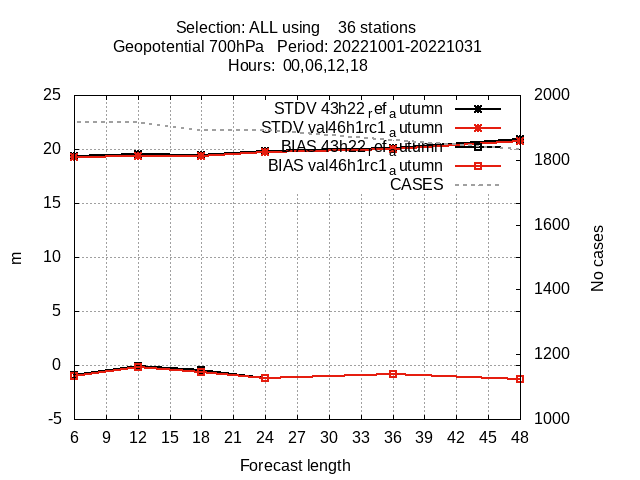 Selection: ALL using    36 stations
Geopotential 700hPa   Period: 20221001-20221031
Hours: 00,06,12,18
25
20
15
10
5
0
-5
m
2000
1800
1600
1400
1200
1000
No cases
STDV 43h22_ref_autumn
STDV val46h1rc1_autumn
BIAS 43h22_ref_autumn
BIAS val46h1rc1_autumn
CASES
6 9 12 15 18 21 24 27 30 33 36 39 42 45 48
Forecast length